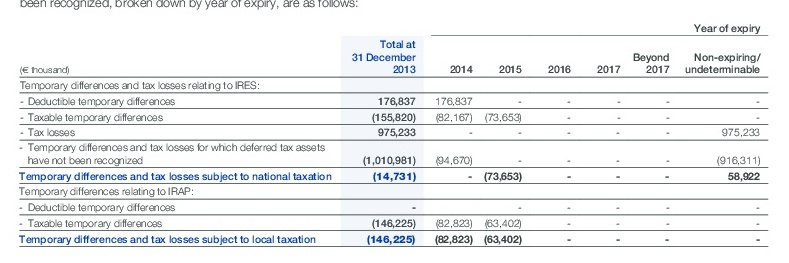 been recognized, broken down by year of expiry, are as follows:
Year of expiry
Total at
31 December Beyond Non-expiring/
(€ thousand) 2013 2014 2015 2016 2017 2017 undeterminable
Temporary differences and tax losses relating to IRES:
- Deductible temporary differences 176,837 176,837 - - - - -
- Taxable temporary differences (155,820) (82,167) (73,653) - - - -
- Tax losses 975,233 - - - - - 975,233
- Temporary differences and tax losses for which deferred tax assets
have not been recognized (1,010,981) (94,670) - - - (916,311)
Temporary differences and tax losses subject to national taxation (14,731) - (73,653) - - - 58,922
Temporary differences relating to IRAP:
- Deductible temporary differences - - - - - -
- Taxable temporary differences (146,225) (82,823) (63,402) - - - -
Temporary differences and tax losses subject to local taxation (146,225) (82,823) (63,402) - - - -